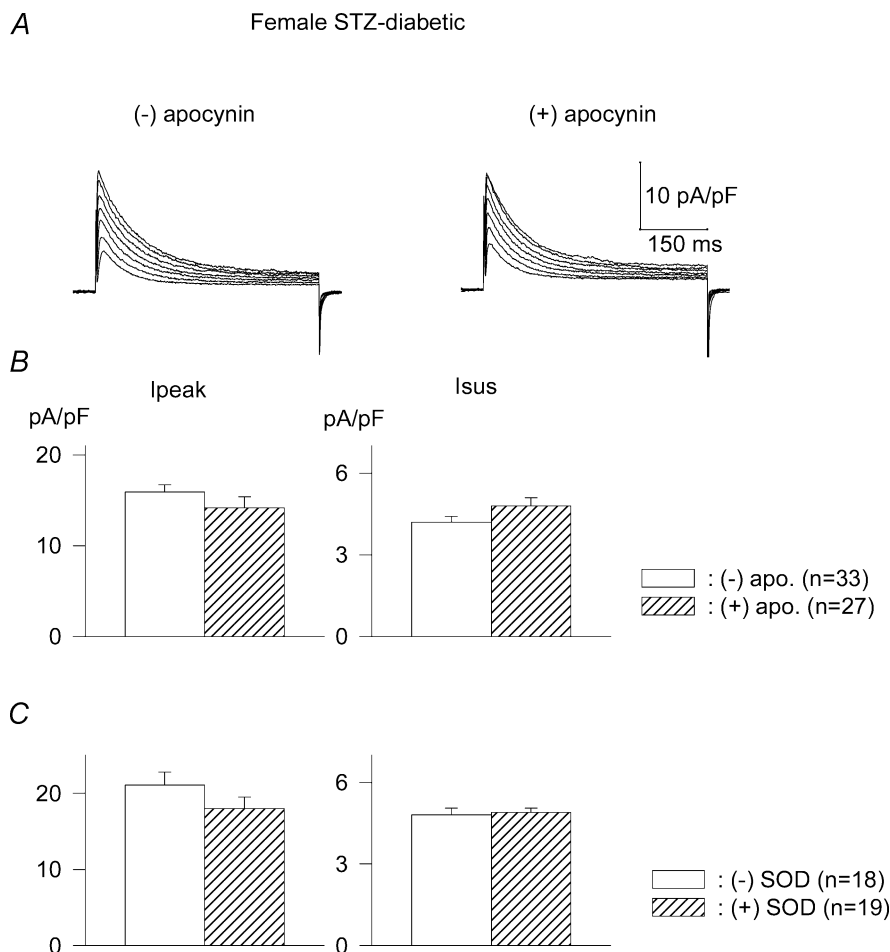 A
Female STZ-diabetic
(-) apocynin
(+) apocynin
10 pA/pF
150 ms
B
Ipeak
Isus
pA/pF
pA/pF
20
10
0
6
3
0
: (-) apo. (n=33)
: (+) apo. (n=27)
C
20
10
0
6
3
0
: (-) SOD (n=18)
: (+) SOD (n=19)